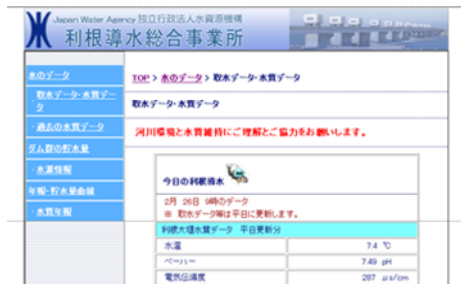 Japan Water Agency 独立行政法人水資源機構
利根導水総合事業所
水のデータ
TOP > 水のデータ > 取水データ・水質データ
・取水データ・水質データ
取水データ・水質データ
・過去の水質データ
河川環境と水質維持にご理解とご協力をお願いします。
ダム群の貯水量
・水源情報
今日の利根導水
年報・貯水量曲線
2月 26日 9時のデータ
※ 取水データ等は平日に更新します。
・水質年報
利根大堰水質データ 平日更新分
水温 7.4 ℃
ペーハー 7.49 pH
電気伝導度 287 μs/cm